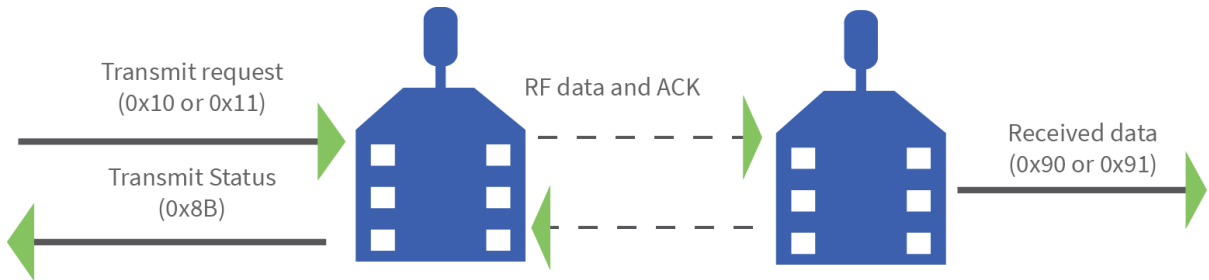 Transmit request
(0x10 or 0x11)
Transmit Status
(0x8B)
RF data and ACK
Received data
(0x90 or 0x91)